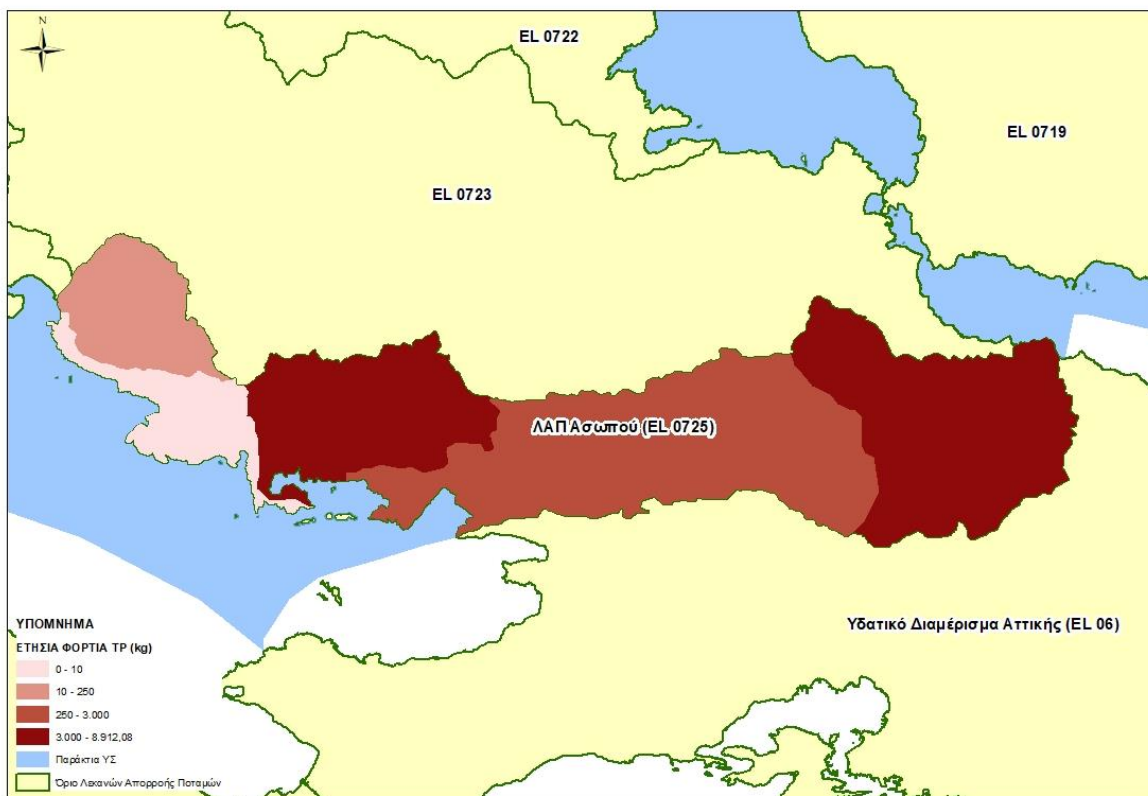 N
EL 0722
EL 0719
EL 0723
ΛΑΠ Ασωπού (EL 0725)
Υδατικό Διαμέρισμα Αττικής (EL 06)
ΥΠΟΜΝΗΜΑ
ΕΤΗΣΙΑ ΦΟΡΤΙΑ TP (kg)
0 - 10
10 - 250
250 - 3.000
3.000 - 8.912,08
Παράκτια ΥΣ
Όριο Λεκανών Απορροής Ποταμών